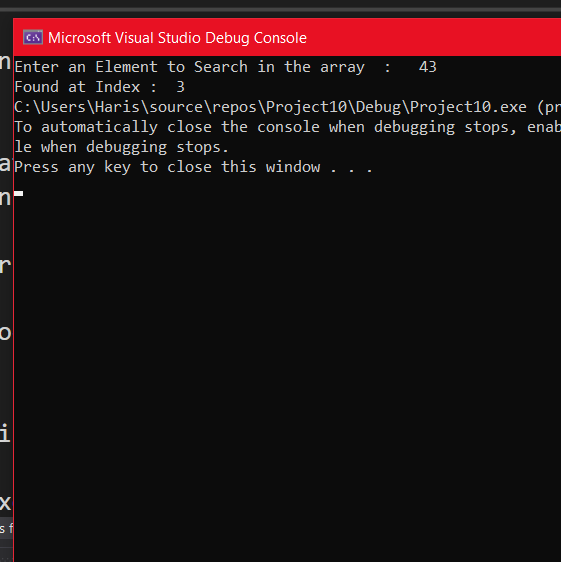 Microsoft Visual Studio Debug Console
Enter an Element to Search in the array  :   43
Found at Index :  3
C:\Users\Haris\source\repos\Project10\Debug\Project10.exe (pr
To automatically close the console when debugging stops, enab
le when debugging stops.
Press any key to close this window . . .
n
a
n
r
o
i
x
s f